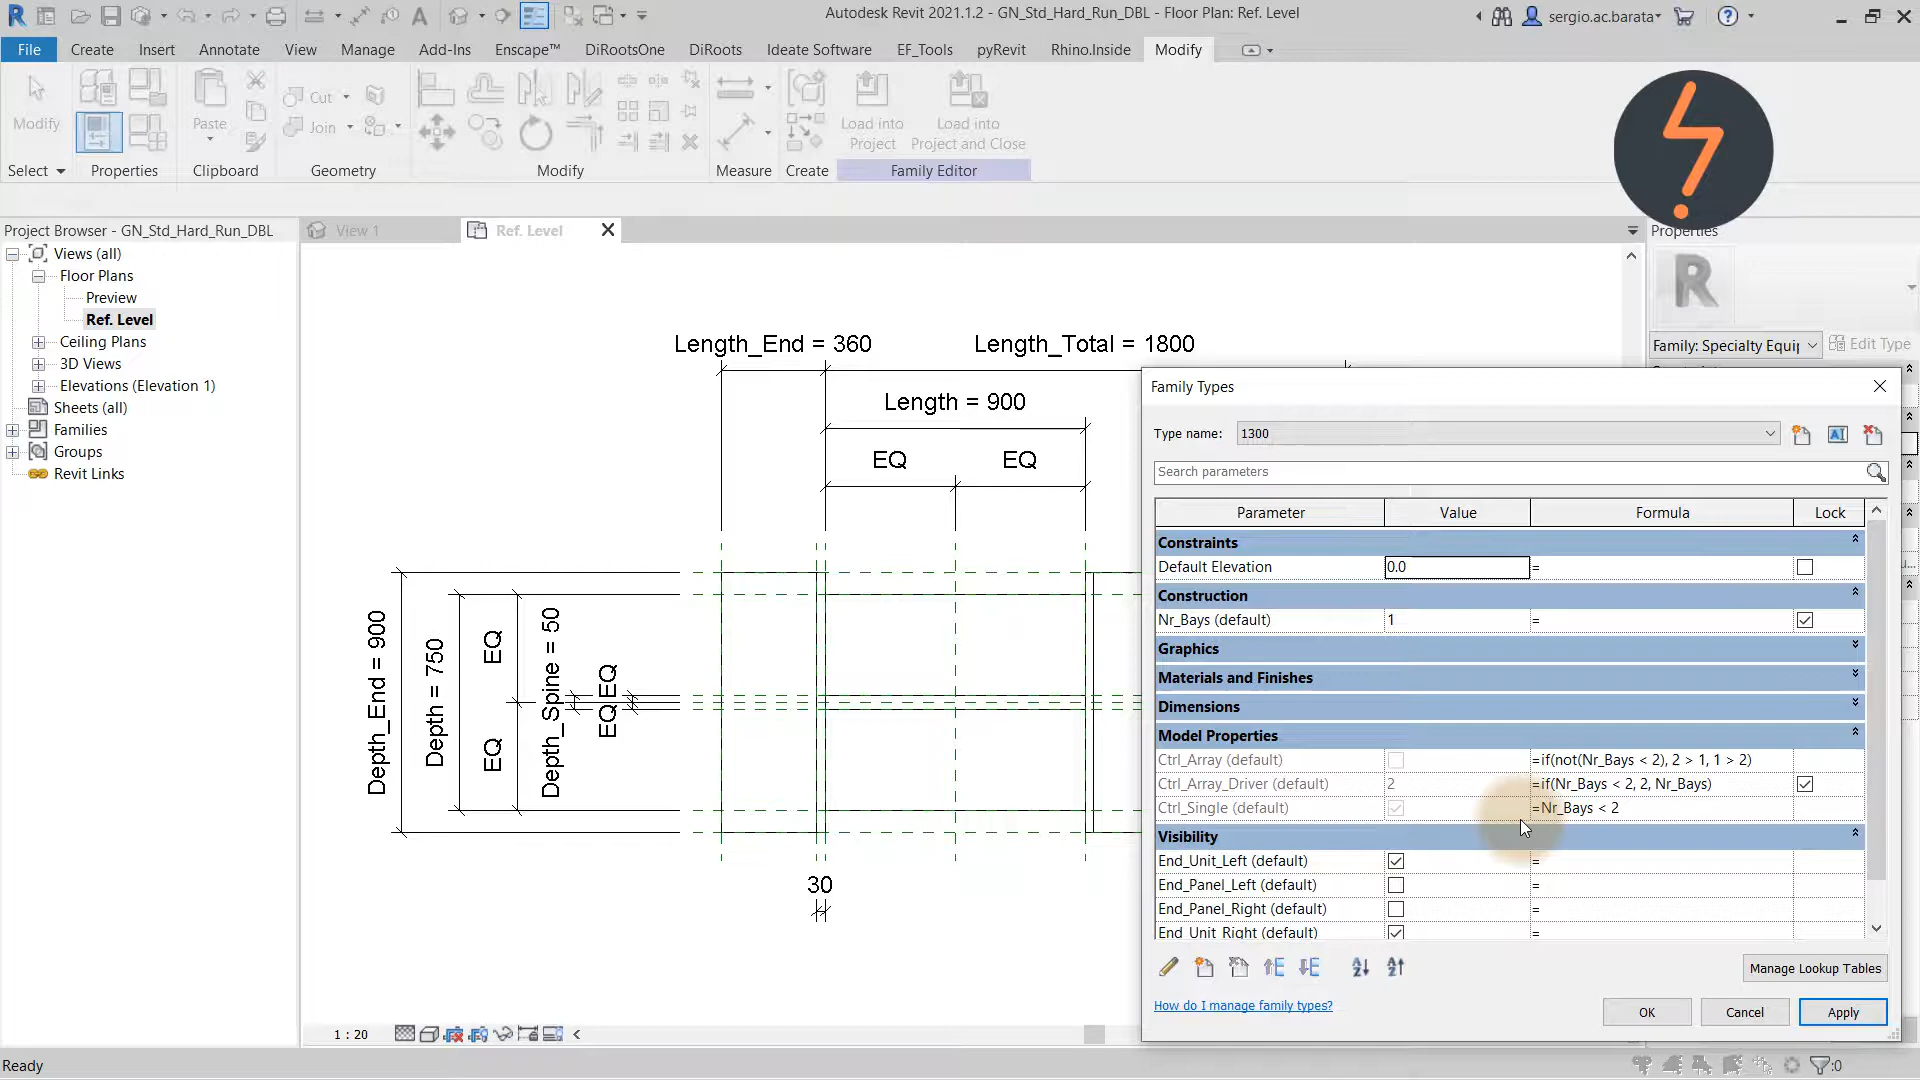 Autodesk Revit 2021.1.2 - GN_Std_Hard_Run_DBL - Floor Plan: Ref. Level
sergio.ac.barata
File Create Insert Annotate View Manage Add-Ins Enscape™ DiRootsOne DiRoots Ideate Software EF_Tools pyRevit Rhino.Inside Modify
Modify
Paste
Cut
Join
Load into Project
Load into Project and Close
Select Properties Clipboard Geometry Modify Measure Create Family Editor
Project Browser - GN_Std_Hard_Run_DBL
View 1
Ref. Level
Properties
Views (all)
Floor Plans
Preview
Ref. Level
Ceiling Plans
3D Views
Elevations (Elevation 1)
Sheets (all)
Families
Groups
Revit Links
Family: Specialty Equip
Edit Type
Length_End = 360
Length_Total = 1800
Length = 900
EQ
EQ
Depth_End = 900
Depth = 750
EQ
EQ
Depth_Spine = 50
EQ
EQ
30
Family Types
Type name: 1300
Search parameters
Parameter Value Formula Lock
Constraints
Default Elevation 0.0 =
Construction
Nr_Bays (default) 1 =
Graphics
Materials and Finishes
Dimensions
Model Properties
Ctrl_Array (default) =if(not(Nr_Bays < 2), 2 > 1, 1 > 2)
Ctrl_Array_Driver (default) 2 =if(Nr_Bays < 2, 2, Nr_Bays)
Ctrl_Single (default) =Nr_Bays < 2
Visibility
End_Unit_Left (default) =
End_Panel_Left (default) =
End_Panel_Right (default) =
End_Unit_Right (default) =
Manage Lookup Tables
How do I manage family types?
OK Cancel Apply
1 : 20
Ready
:0